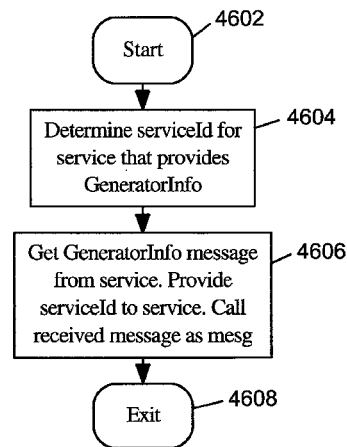 Start
4602
Determine serviceId for
service that provides
GeneratorInfo
4604
Get GeneratorInfo message
from service. Provide
serviceId to service. Call
received message as mesg
4606
Exit
4608